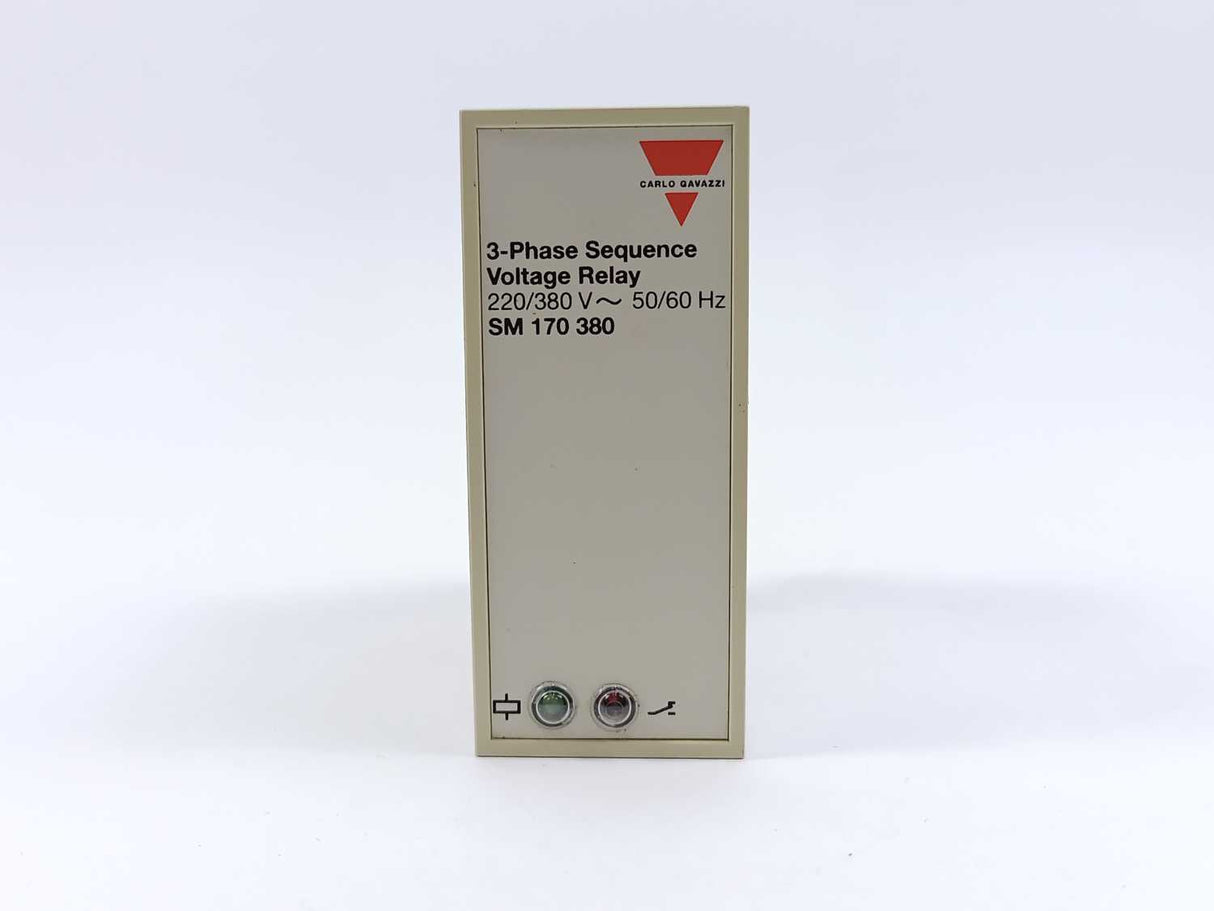 CARLO GAVAZZI
3-Phase Sequence
Voltage Relay
220/380 V~ 50/60 Hz
SM 170 380